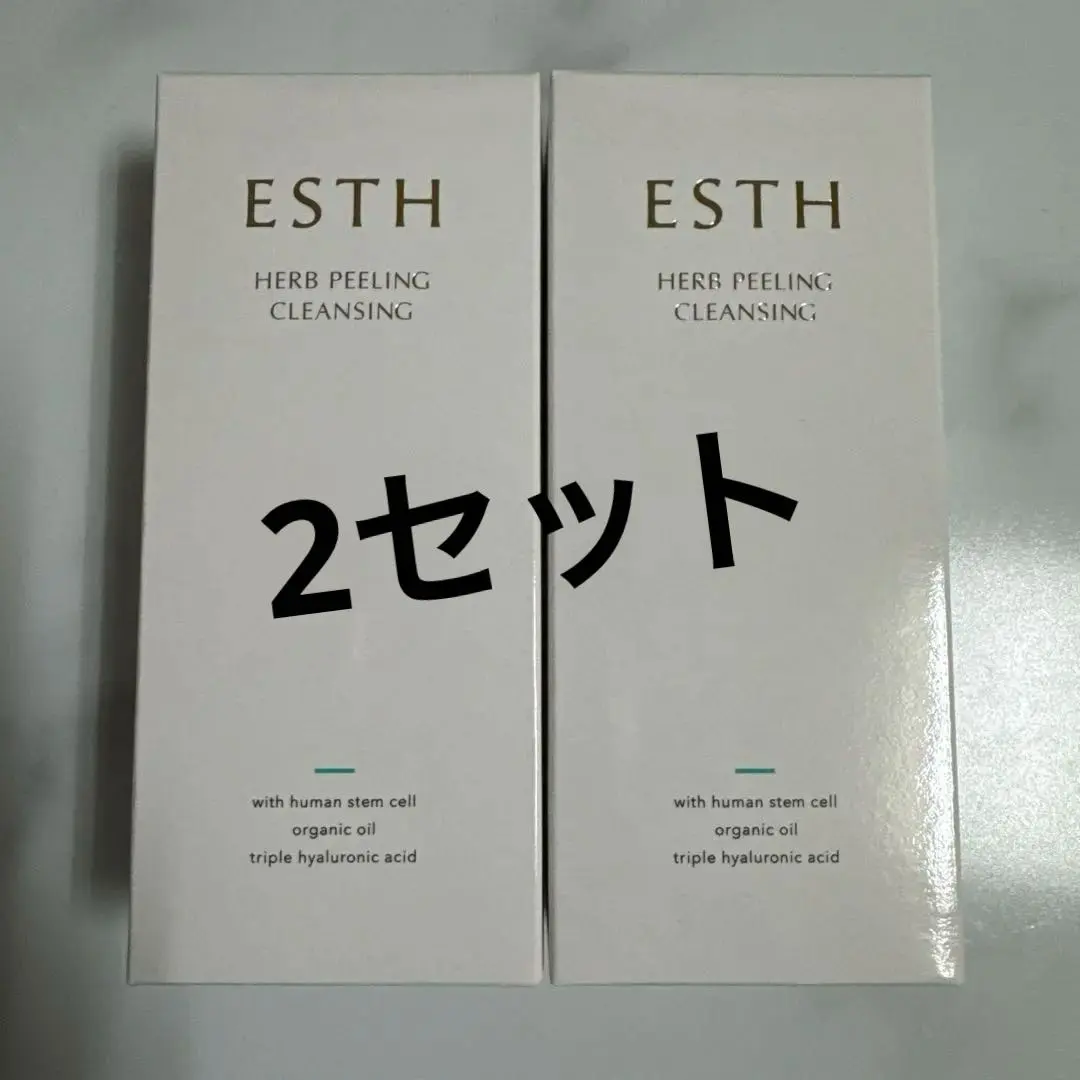 ESTH
HERB PEELING
CLEANSING
ESTH
HERB PEELING
CLEANSING
2セット
with human stem cell
organic oil
triple hyaluronic acid
with human stem cell
organic oil
triple hyaluronic acid